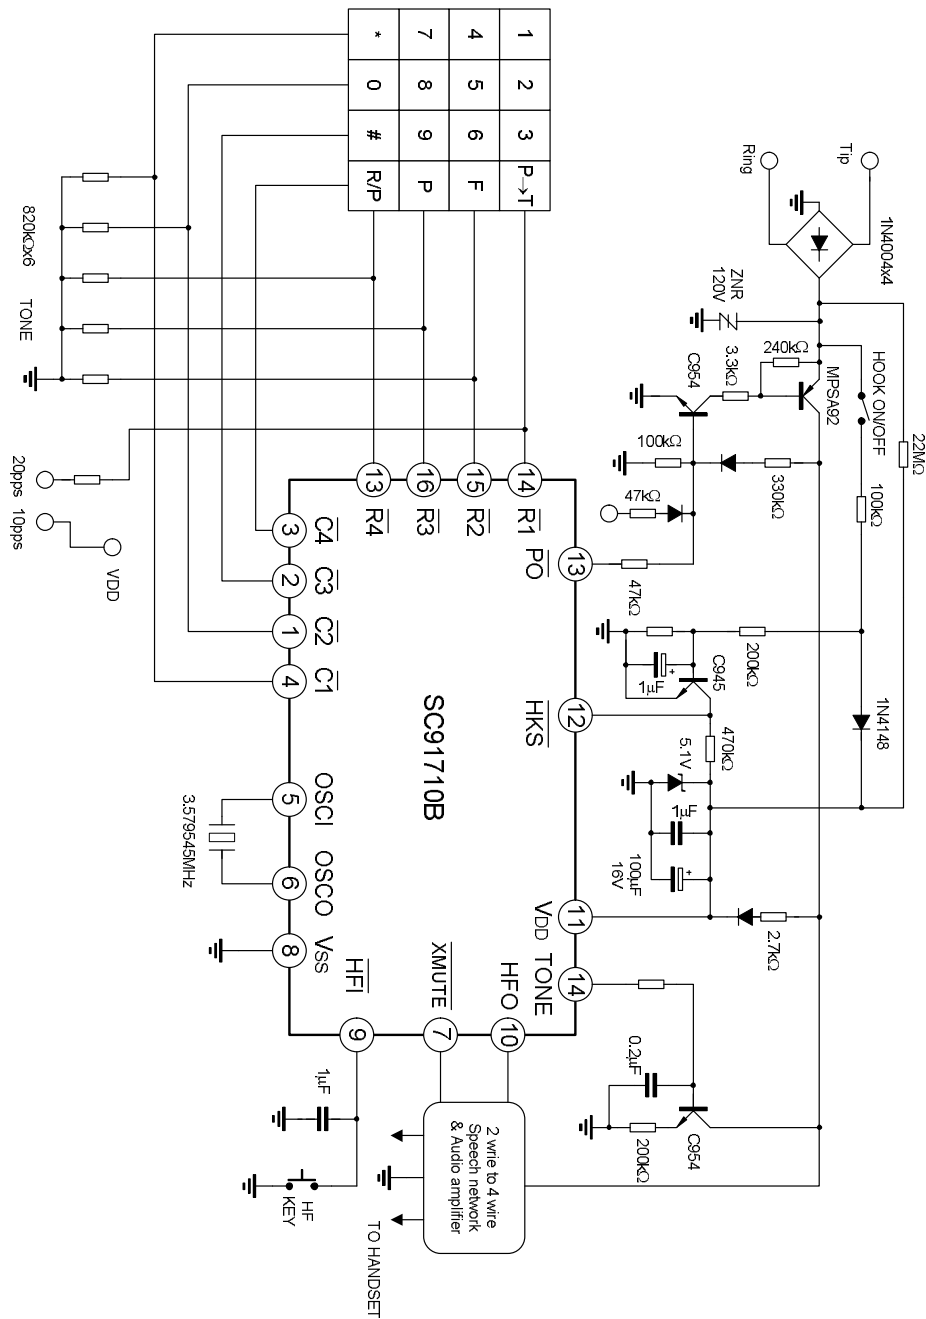 1 2 3 P→T
4 5 6 F
7 8 9 P
* 0 # R/P
Tip
Ring
1N4004x4
ZNR
120V
HOOK ON/OFF
22MΩ
MPSA92
240kΩ
3.3kΩ
C954
100kΩ
100kΩ
330kΩ
47kΩ
47kΩ
200kΩ
C945
1μF
1N4148
470kΩ
5.1V
1μF
100μF
16V
2.7kΩ
0.2μF
C954
200kΩ
820kΩx6
TONE
20pps
10pps
VDD
13 R4
16 R3
15 R2
14 R1
13 PO
12 HKS
11 VDD
14 TONE
3 C4
2 C3
1 C2
4 C1
5 OSCI
6 OSCO
8 VSS
9 HFI
7 XMUTE
10 HFO
SC91710B
3.579545MHz
1μF
HF
KEY
2 wrie to 4 wire
Speech network
& Audio amplifier
TO HANDSET